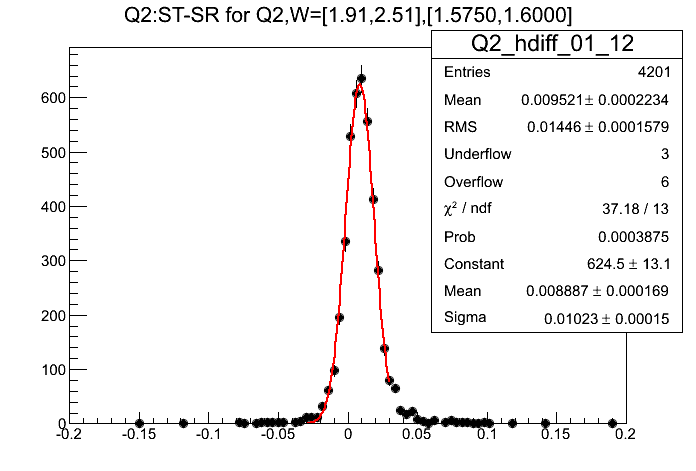 Q2:ST-SR for Q2,W=[1.91,2.51],[1.5750,1.6000]
Q2_hdiff_01_12
Entries 4201
Mean 0.009521 ± 0.0002234
RMS 0.01446 ± 0.0001579
Underflow 3
Overflow 6
χ² / ndf 37.18 / 13
Prob 0.0003875
Constant 624.5 ± 13.1
Mean 0.008887 ± 0.000169
Sigma 0.01023 ± 0.00015
600
500
400
300
200
100
0
-0.2 -0.15 -0.1 -0.05 0 0.05 0.1 0.15 0.2